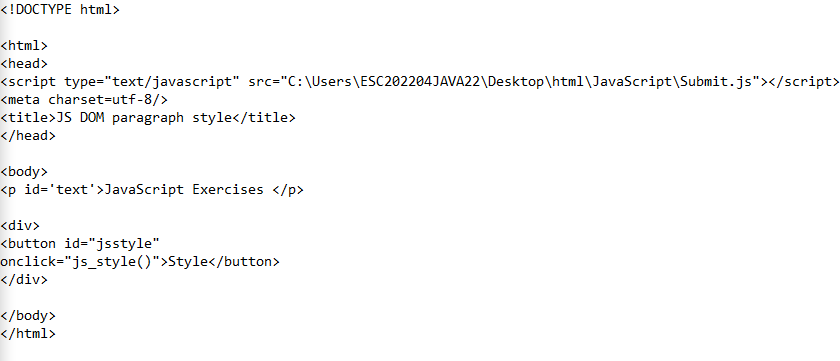 <!DOCTYPE html>
<html>
<head>
<script type="text/javascript" src="C:\Users\ESC202204JAVA22\Desktop\html\JavaScript\Submit.js"></script>
<meta charset=utf-8/>
<title>JS DOM paragraph style</title>
</head>
<body>
<p id='text'>JavaScript Exercises </p>
<div>
<button id="jsstyle"
onclick="js_style()">Style</button>
</div>
</body>
</html>